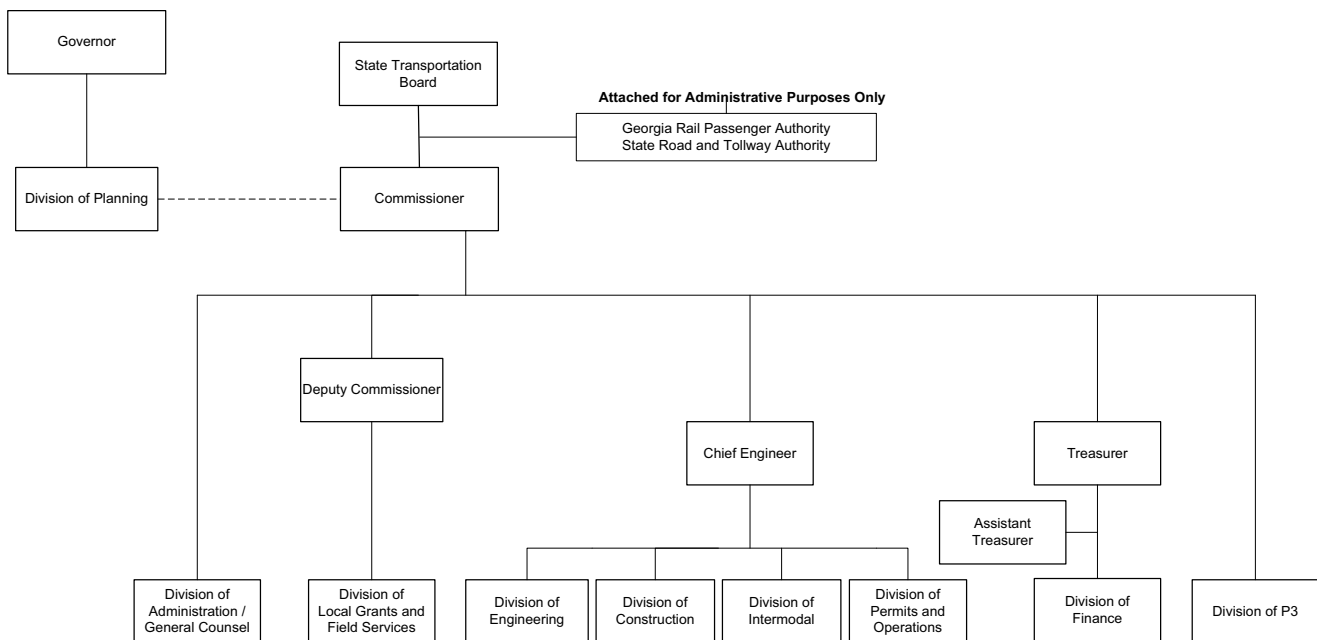 Governor
State Transportation
Board
Attached for Administrative Purposes Only
Georgia Rail Passenger Authority
State Road and Tollway Authority
Division of Planning
Commissioner
Deputy Commissioner
Chief Engineer
Treasurer
Assistant
Treasurer
Division of
Administration /
General Counsel
Division of
Local Grants and
Field Services
Division of
Engineering
Division of
Construction
Division of
Intermodal
Division of
Permits and
Operations
Division of
Finance
Division of P3